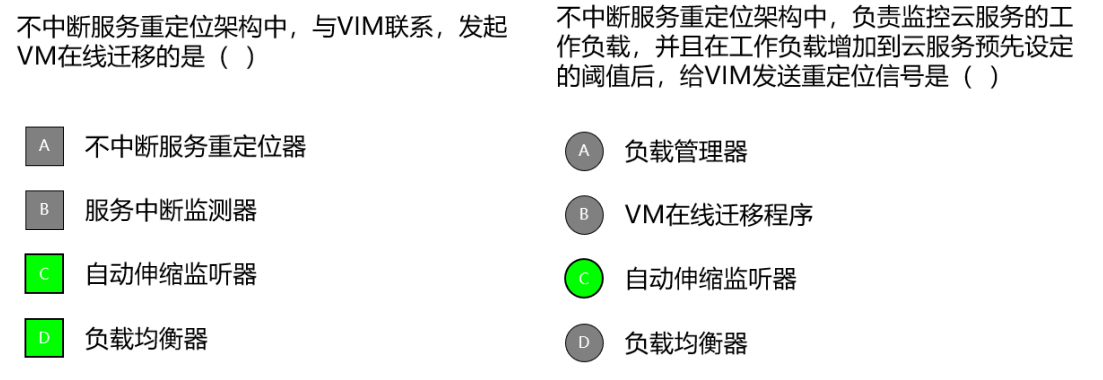 不中断服务重定位架构中，与VIM联系，发起
VM在线迁移的是（  ）
A 不中断服务重定位器
B 服务中断监测器
C 自动伸缩监听器
D 负载均衡器
不中断服务重定位架构中，负责监控云服务的工
作负载，并且在工作负载增加到云服务预先设定
的阈值后，给VIM发送重定位信号是（  ）
A 负载管理器
B VM在线迁移程序
C 自动伸缩监听器
D 负载均衡器